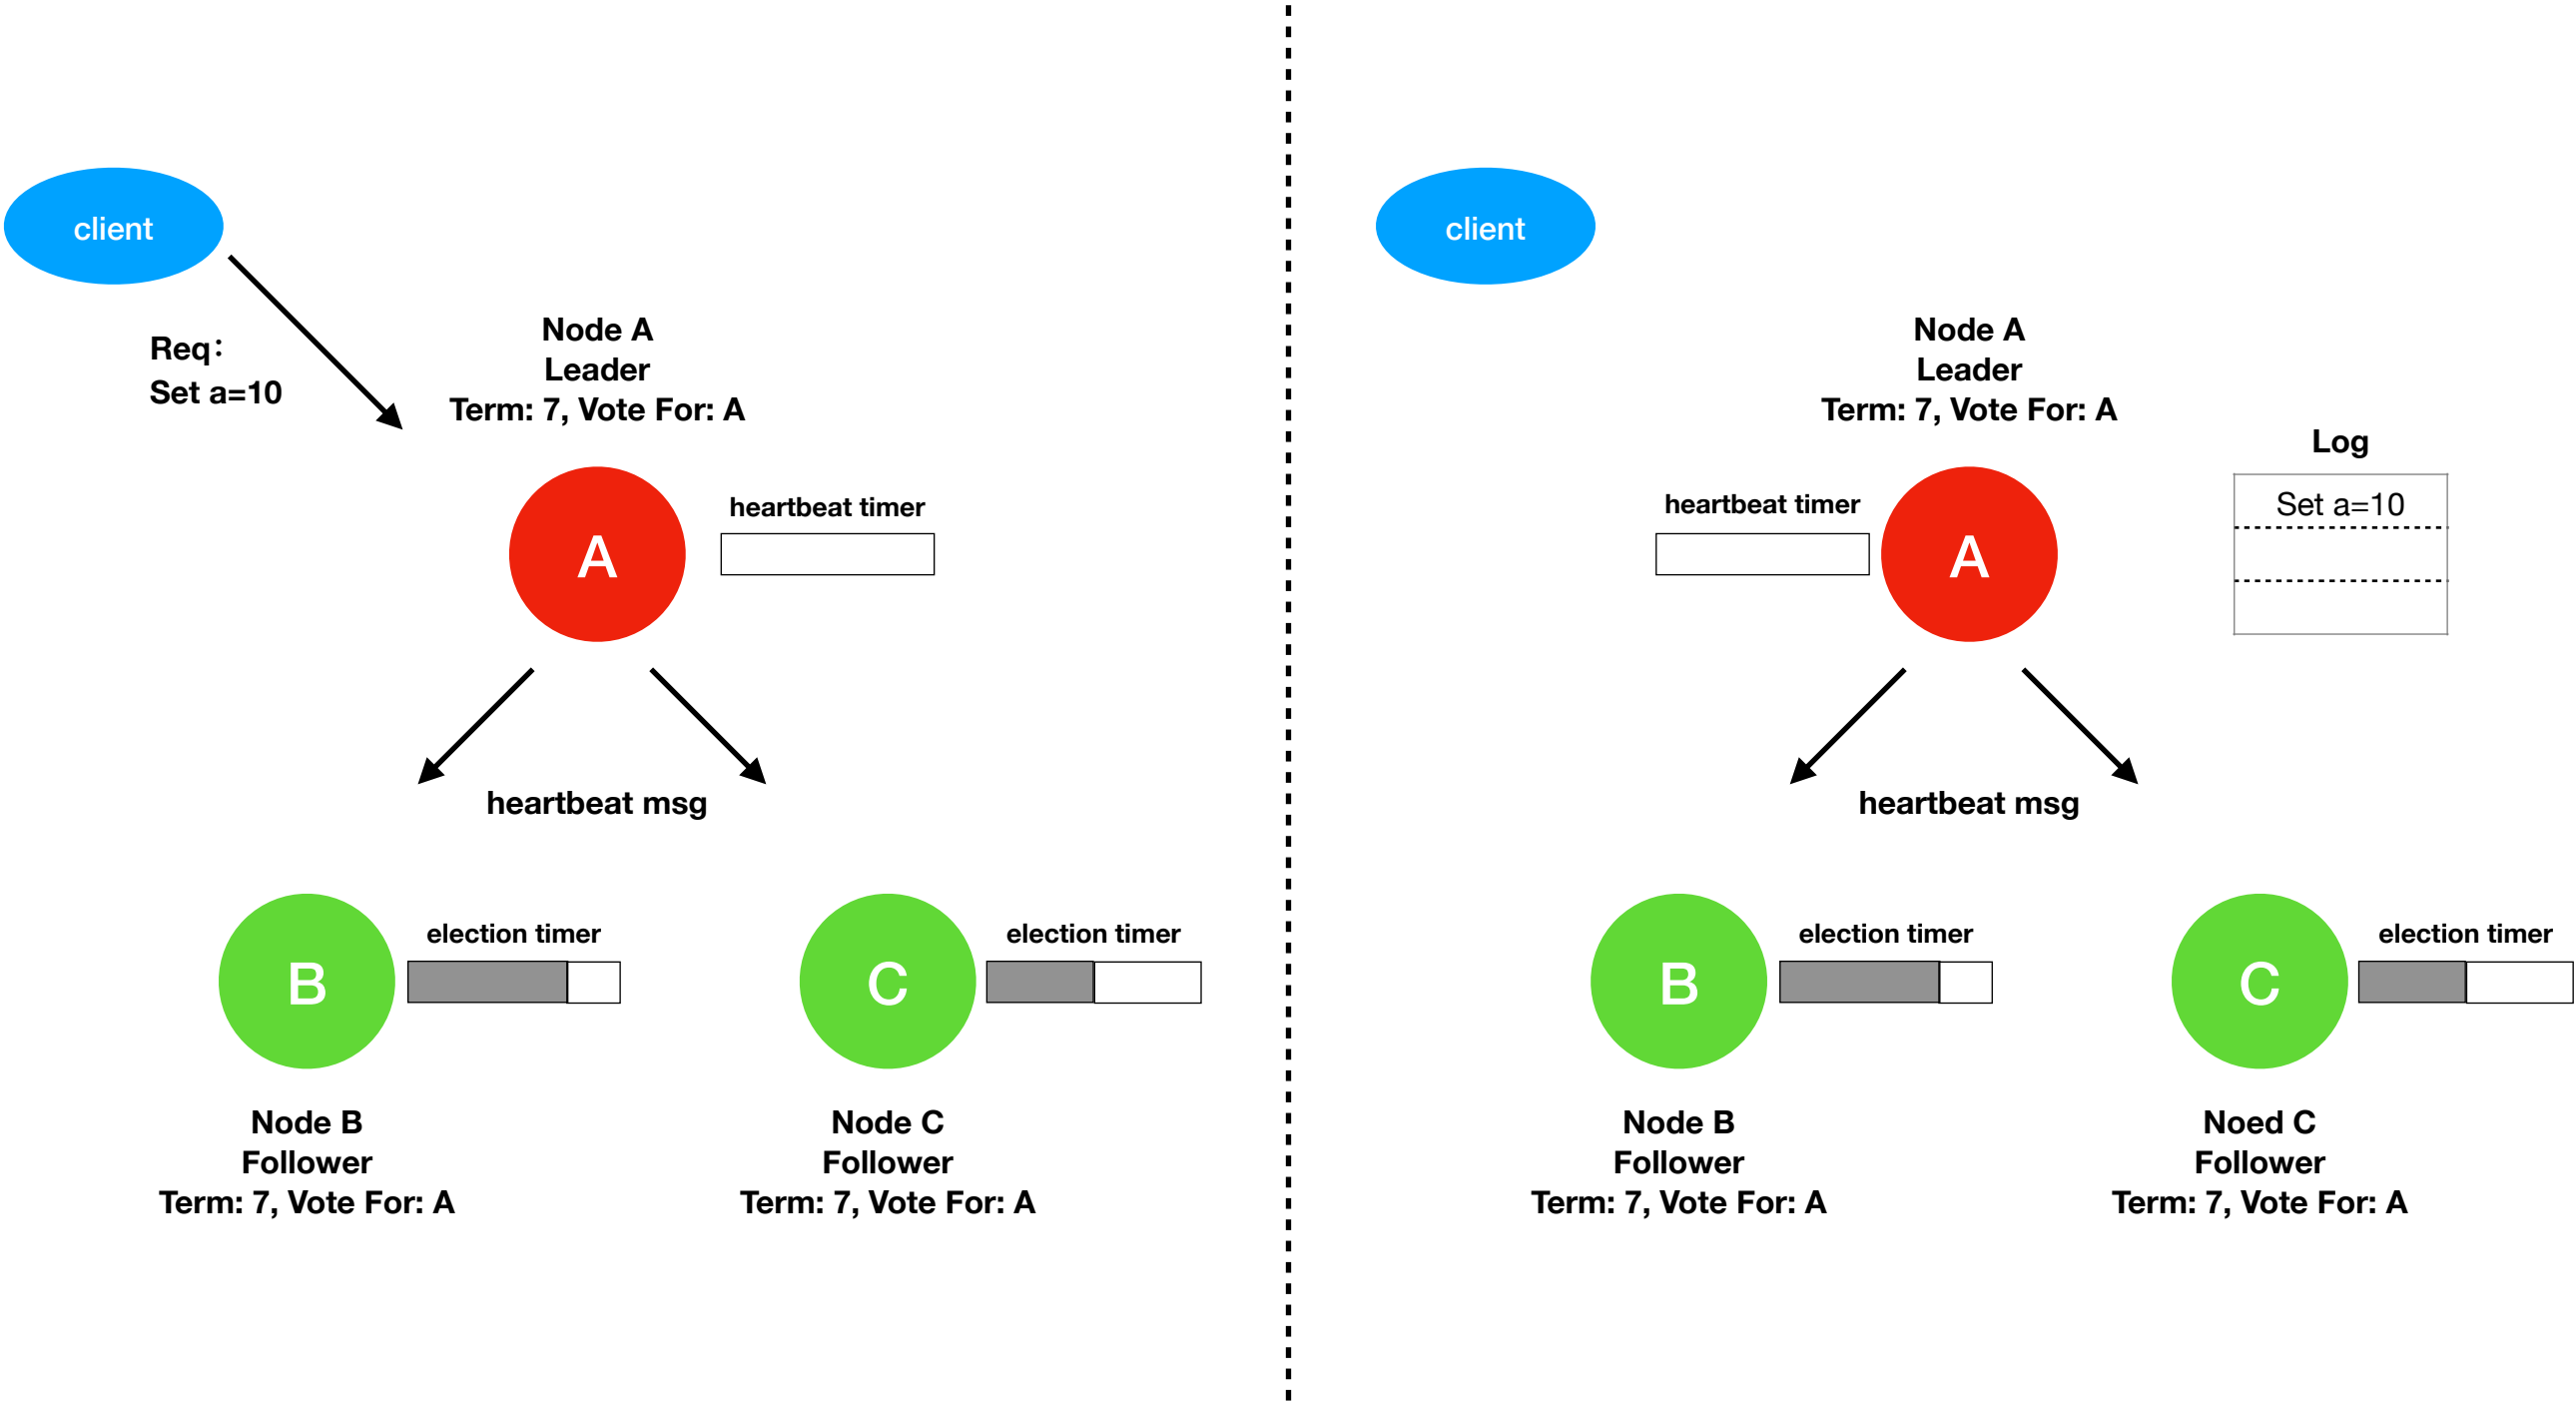 client
Req：
Set a=10
Node A
Leader
Term: 7, Vote For: A
A
heartbeat timer
heartbeat msg
B
election timer
C
election timer
Node B
Follower
Term: 7, Vote For: A
Node C
Follower
Term: 7, Vote For: A
client
Node A
Leader
Term: 7, Vote For: A
heartbeat timer
A
Log
Set a=10
heartbeat msg
B
election timer
C
election timer
Node B
Follower
Term: 7, Vote For: A
Noed C
Follower
Term: 7, Vote For: A